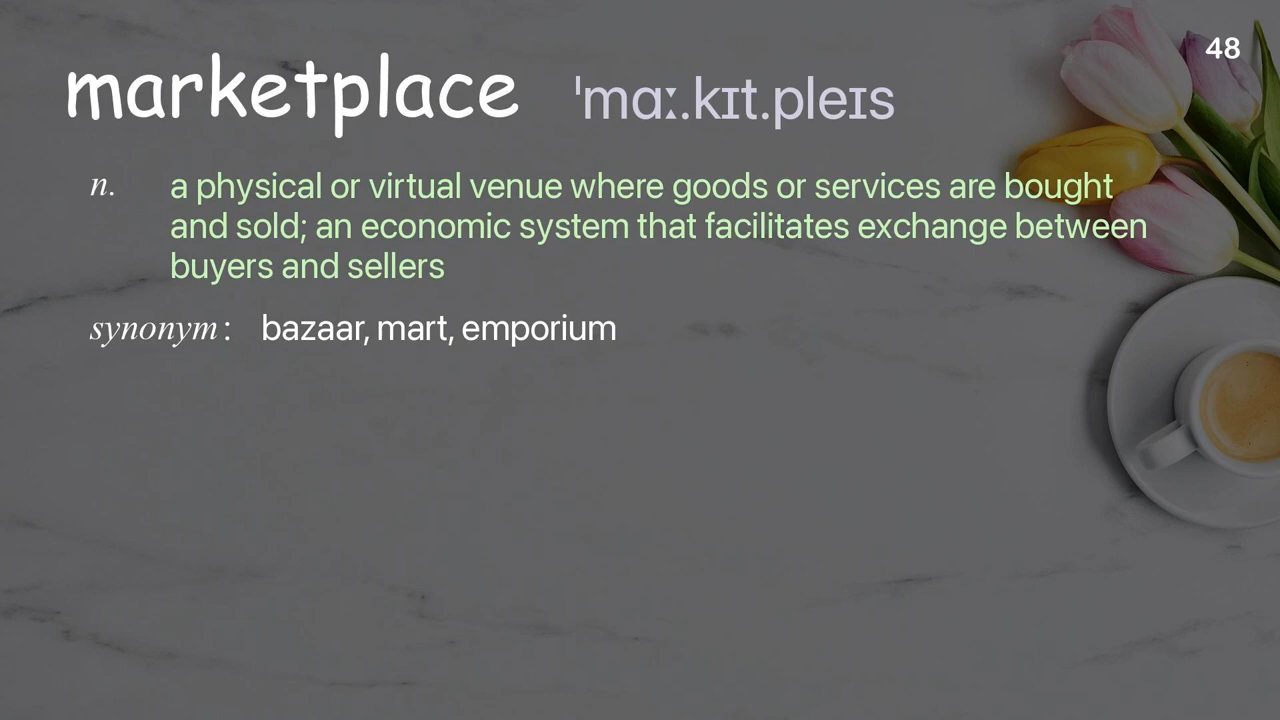 48
marketplace ˈmɑː.kɪt.pleɪs
n. a physical or virtual venue where goods or services are bought
and sold; an economic system that facilitates exchange between
buyers and sellers
synonym: bazaar, mart, emporium